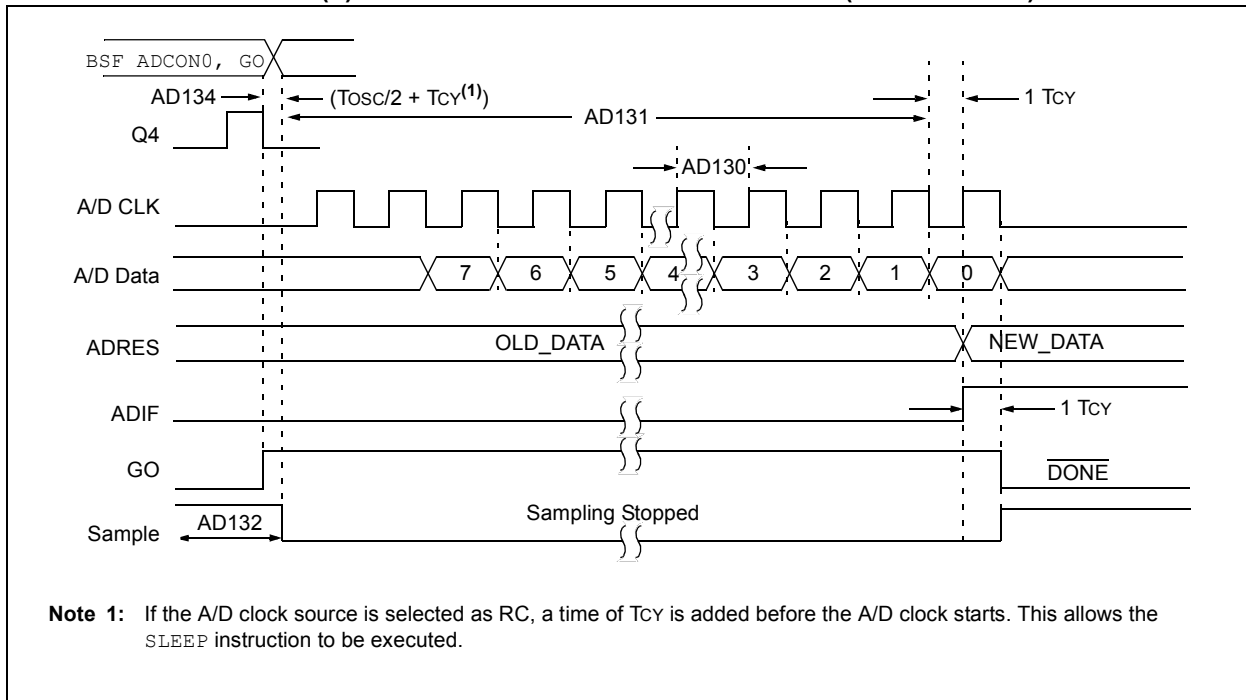 BSF ADCON0, GO
AD134
(TOSC/2 + TCY(1))
1 TCY
AD131
Q4
AD130
A/D CLK
A/D Data
7
6
5
4
3
2
1
0
ADRES
OLD_DATA
NEW_DATA
ADIF
1 TCY
GO
DONE
Sample
AD132
Sampling Stopped
Note 1: If the A/D clock source is selected as RC, a time of TCY is added before the A/D clock starts. This allows the
SLEEP instruction to be executed.